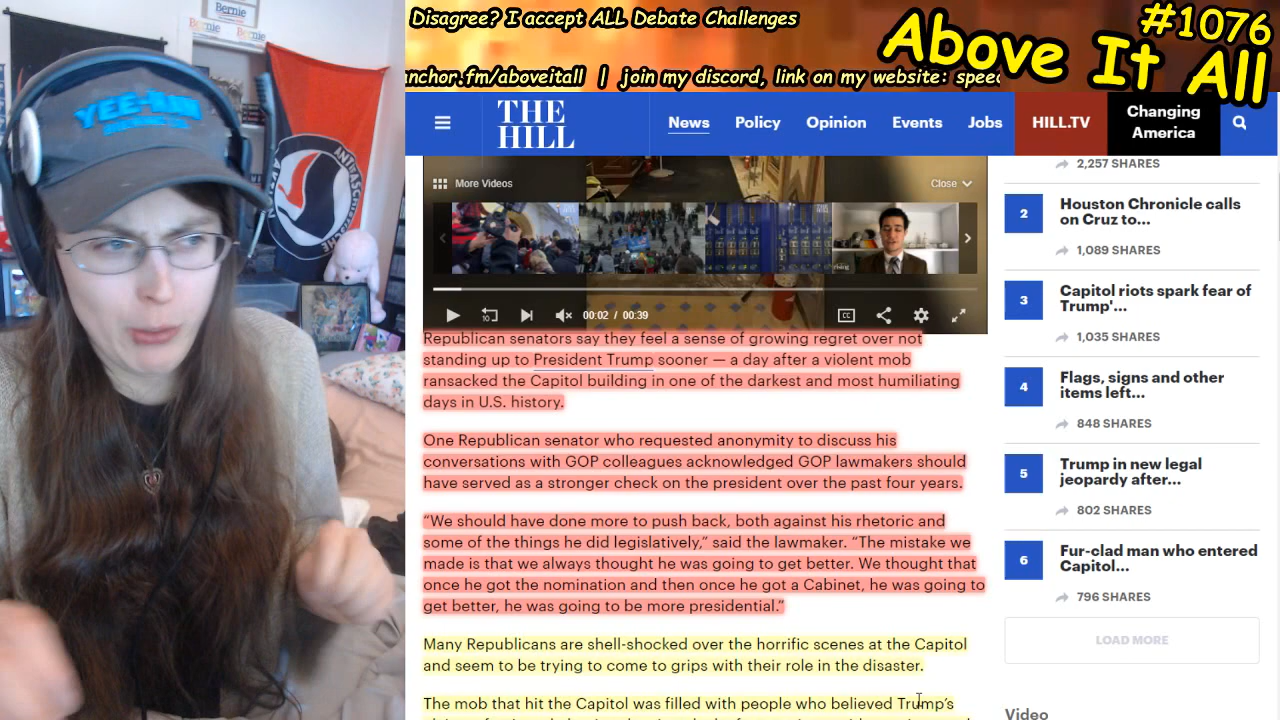 Bernie
Bernie
Bernie
YEE-HAW
ANTIFASCHISTISCHE
Disagree? I accept ALL Debate Challenges
anchor.fm/aboveitall | join my discord, link on my website:
#1076
Above It All
THE
HILL
News
Policy
Opinion
Events
Jobs
HILL.TV
Changing
America
More Videos
Close
10
00:02 / 00:39
CC
Republican senators say they feel a sense of growing regret over not
standing up to President Trump sooner — a day after a violent mob
ransacked the Capitol building in one of the darkest and most humiliating
days in U.S. history.
One Republican senator who requested anonymity to discuss his
conversations with GOP colleagues acknowledged GOP lawmakers should
have served as a stronger check on the president over the past four years.
“We should have done more to push back, both against his rhetoric and
some of the things he did legislatively,” said the lawmaker. “The mistake we
made is that we always thought he was going to get better. We thought that
once he got the nomination and then once he got a Cabinet, he was going to
get better, he was going to be more presidential.”
Many Republicans are shell-shocked over the horrific scenes at the Capitol
and seem to be trying to come to grips with their role in the disaster.
The mob that hit the Capitol was filled with people who believed Trump’s
2,257 SHARES
2
Houston Chronicle calls
on Cruz to...
1,089 SHARES
3
Capitol riots spark fear of
Trump'...
1,035 SHARES
4
Flags, signs and other
items left...
848 SHARES
5
Trump in new legal
jeopardy after...
802 SHARES
6
Fur-clad man who entered
Capitol...
796 SHARES
LOAD MORE
Video